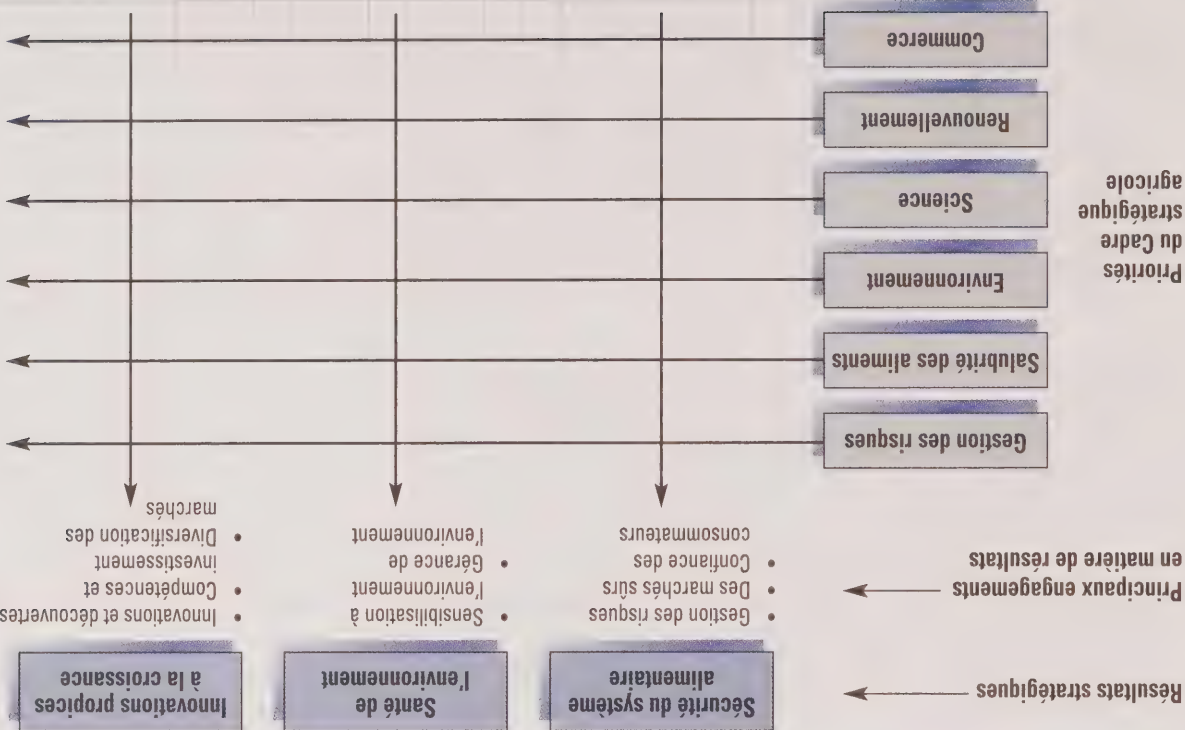 Résultats stratégiques
Sécurité du système
alimentaire
Santé de
l'environnement
Innovations propices
à la croissance
Principaux engagements
en matière de résultats
• Gestion des risques
• Des marchés sûrs
• Confiance des
consommateurs
• Sensibilisation à
l'environnement
• Gérance de
l'environnement
• Innovations et découvertes
• Compétences et
investissement
• Diversification des
marchés
Priorités
du Cadre
stratégique
agricole
Gestion des risques
Salubrité des aliments
Environnement
Science
Renouvellement
Commerce